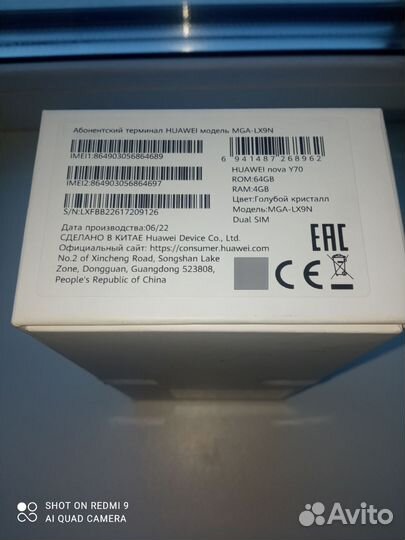 Абонентский терминал HUAWEI модель MGA-LX9N
IMEI1:864903056864689
IMEI2:864903056864697
S/N:LXFBB22617209126
Дата производства:06/22
СДЕЛАНО В КИТАЕ Huawei Device Co., Ltd.
Официальный сайт: https://consumer.huawei.com
No.2 of Xincheng Road, Songshan Lake
Zone, Dongguan, Guangdong 523808,
People's Republic of China
6 941487 268962
HUAWEI nova Y70
ROM:64GB
RAM:4GB
Цвет:Голубой кристалл
Модель:MGA-LX9N
Dual SIM
EAC
CE
SHOT ON REDMI 9
AI QUAD CAMERA
Avito